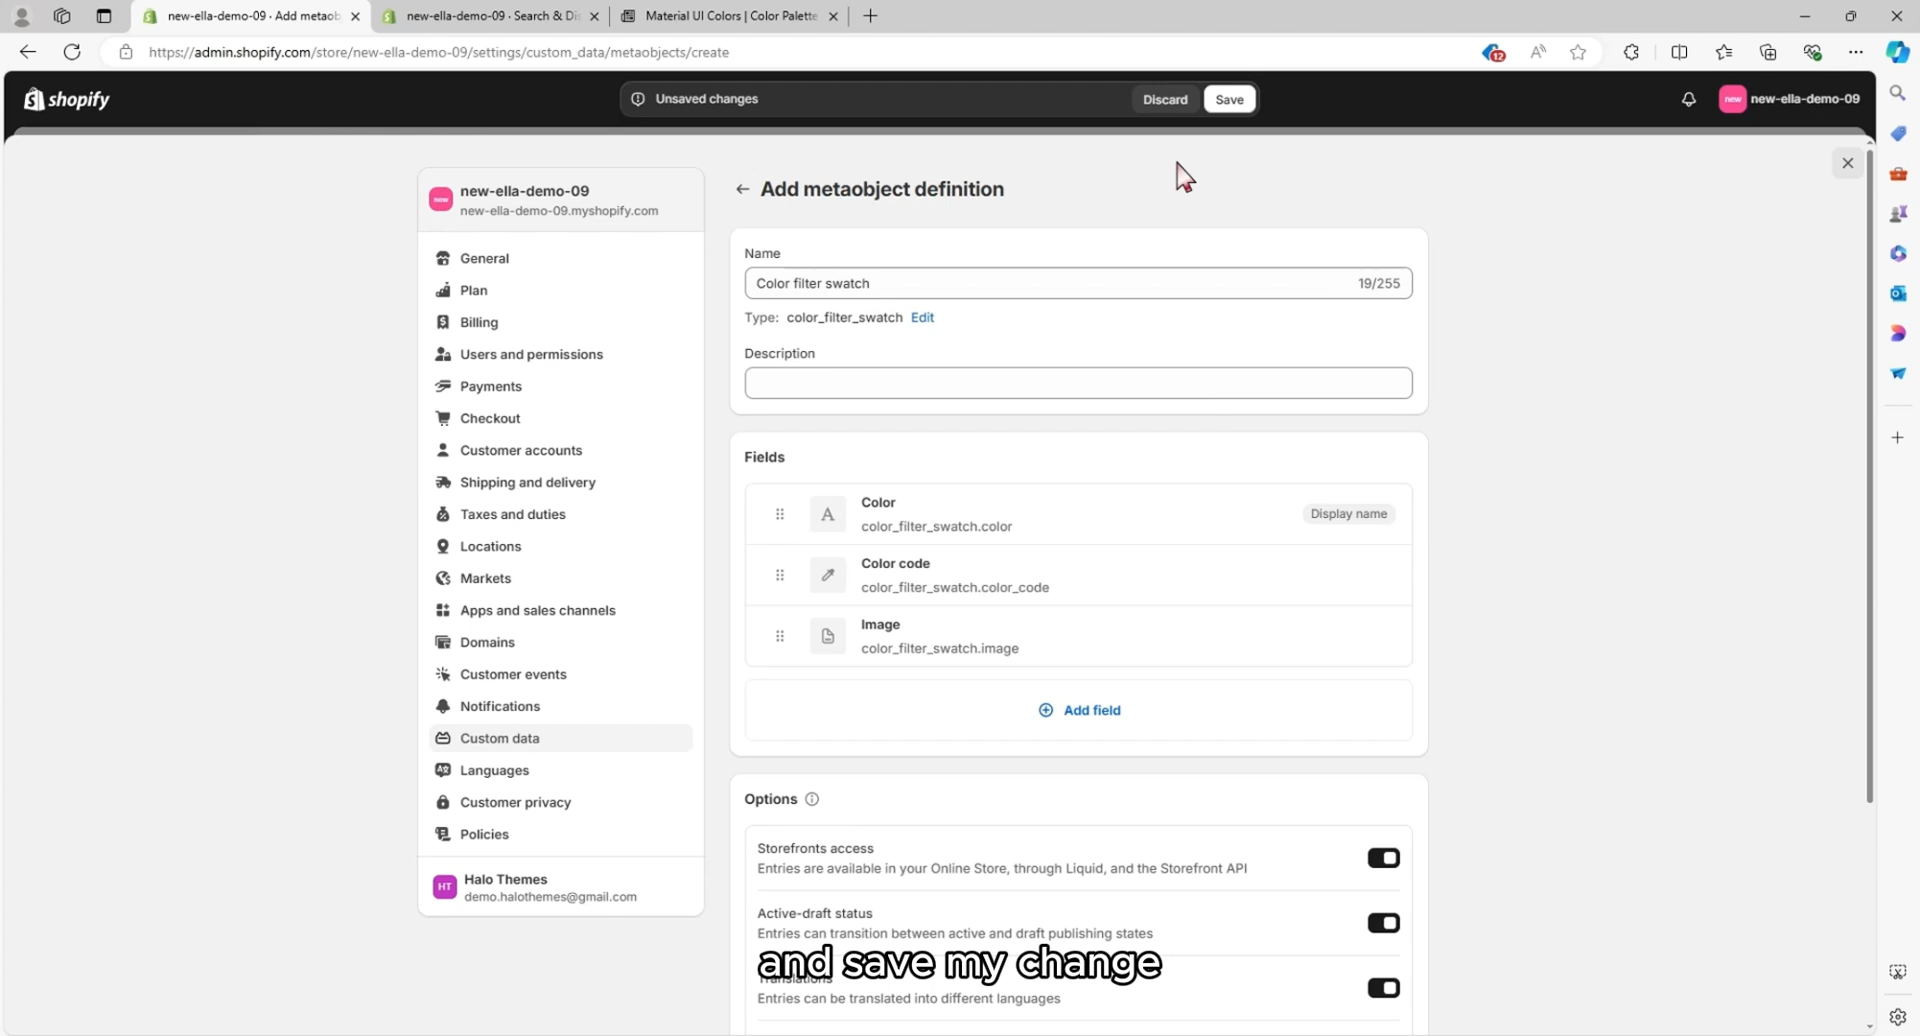 new-ella-demo-09 · Add metaob
new-ella-demo-09 · Search & Di
Material UI Colors | Color Palette
https://admin.shopify.com/store/new-ella-demo-09/settings/custom_data/metaobjects/create
12
shopify
Unsaved changes
Discard
Save
new
new-ella-demo-09
new
new-ella-demo-09
new-ella-demo-09.myshopify.com
General
Plan
Billing
Users and permissions
Payments
Checkout
Customer accounts
Shipping and delivery
Taxes and duties
Locations
Markets
Apps and sales channels
Domains
Customer events
Notifications
Custom data
Languages
Customer privacy
Policies
HT
Halo Themes
demo.halothemes@gmail.com
Add metaobject definition
Name
Color filter swatch
19/255
Type: color_filter_swatch Edit
Description
Fields
Color
color_filter_swatch.color
Display name
Color code
color_filter_swatch.color_code
Image
color_filter_swatch.image
Add field
Options
Storefronts access
Entries are available in your Online Store, through Liquid, and the Storefront API
Active-draft status
Entries can transition between active and draft publishing states
and save my change
Translations
Entries can be translated into different languages